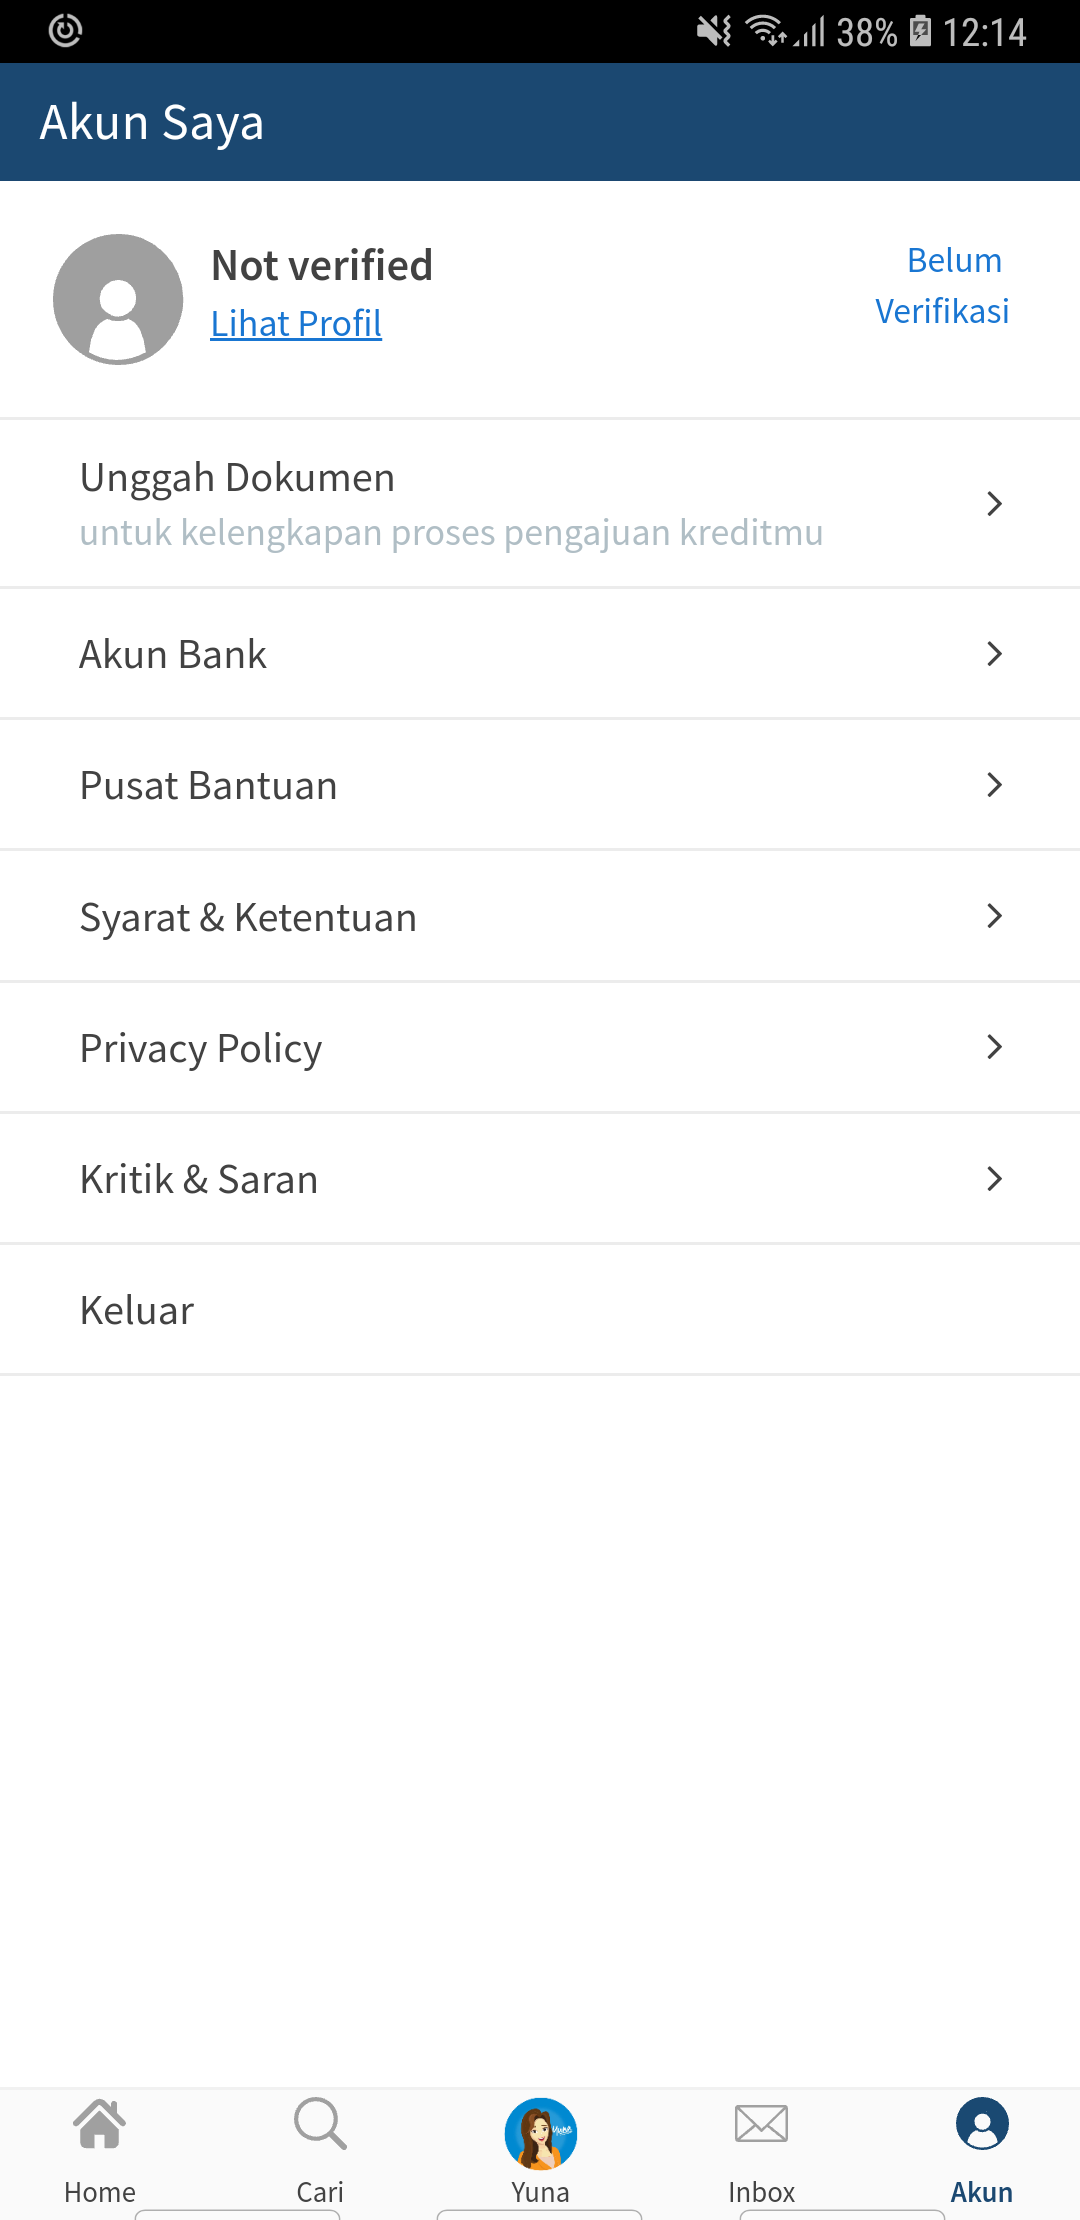 38% 12:14
Akun Saya
Not verified
Lihat Profil
Belum
Verifikasi
Unggah Dokumen
untuk kelengkapan proses pengajuan kreditmu
Akun Bank
Pusat Bantuan
Syarat & Ketentuan
Privacy Policy
Kritik & Saran
Keluar
Home
Cari
Yuna
Yuna
Inbox
Akun